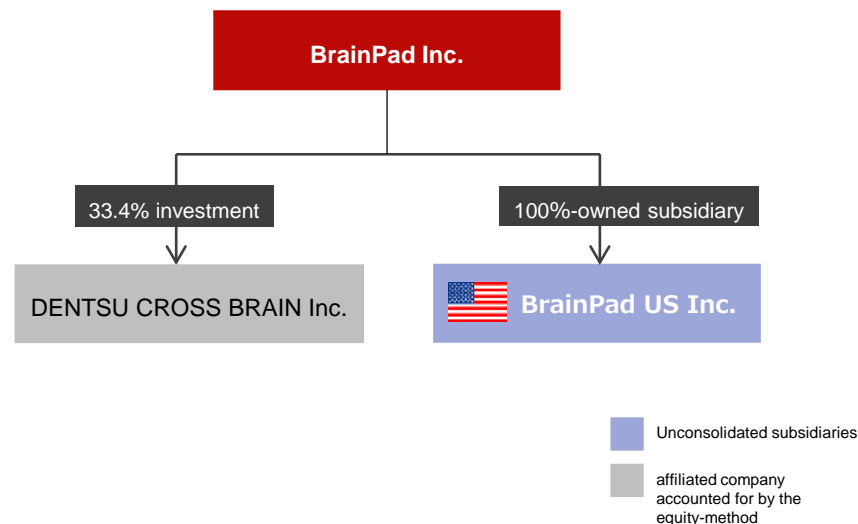 BrainPad Inc.
33.4% investment
100%-owned subsidiary
DENTSU CROSS BRAIN Inc.
BrainPad US Inc.
Unconsolidated subsidiaries
affiliated company
accounted for by the
equity-method